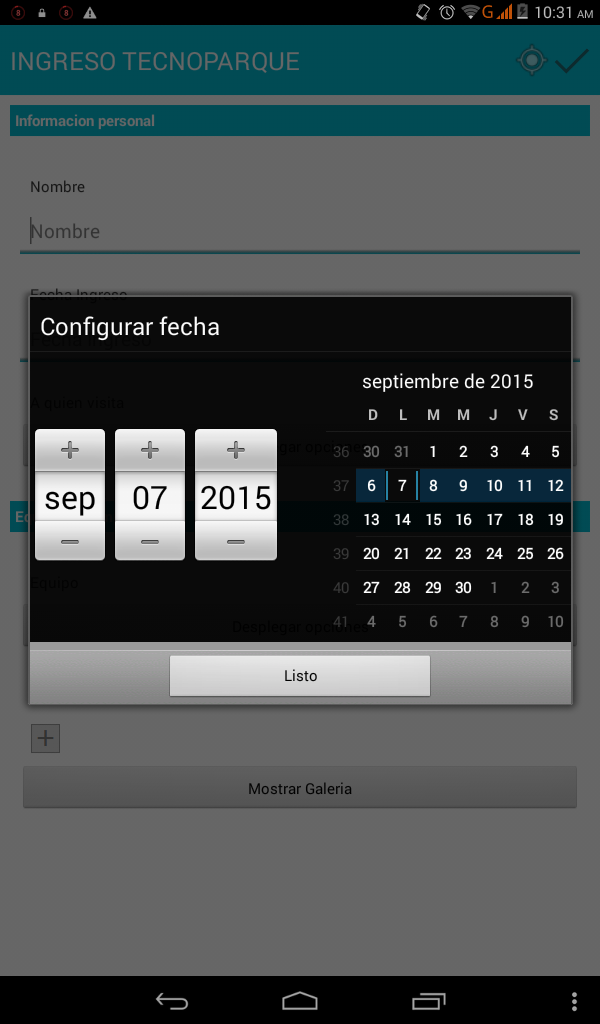 8 8 G 10:31 AM
INGRESO TECNOPARQUE
Informacion personal
Nombre
Nombre
Fecha Ingreso
Configurar fecha
A quien visita
sep 07 2015
septiembre de 2015
D L M M J V S
36 30 31 1 2 3 4 5
37 6 7 8 9 10 11 12
38 13 14 15 16 17 18 19
39 20 21 22 23 24 25 26
40 27 28 29 30 1 2 3
41 4 5 6 7 8 9 10
Equipo
Desplegar opciones
Listo
Mostrar Galeria